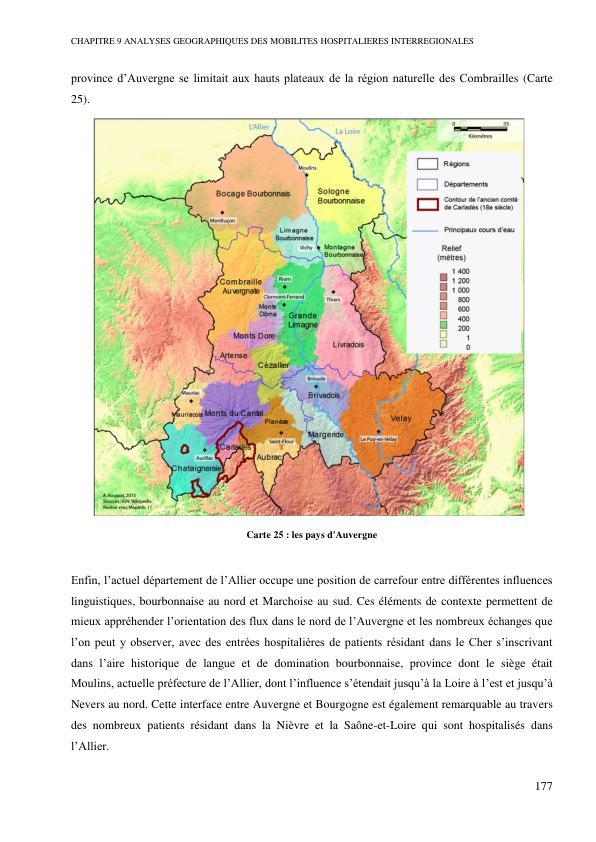 CHAPITRE 9 ANALYSES GEOGRAPHIQUES DES MOBILITES HOSPITALIERES INTERREGIONALES
province d'Auvergne se limitait aux hauts plateaux de la région naturelle des Combrailles (Carte
25).
L'Allier
La Loire
0 35
Kilomètres
Régions
Départements
Contour de l'ancien comté
de Carladès (18e siècle)
Principaux cours d'eau
Relief
(mètres)
1 400
1 200
1 000
800
600
400
200
1
0
Moulins
Bocage Bourbonnais
Sologne
Bourbonnaise
Montluçon
Limagne
Bourbonnaise
Vichy
Montagne
Bourbonnaise
Combraille
Auvergnate
Riom
Clermont-Ferrand
Thiers
Monts
Dôme
Grande
Limagne
Monts Dore
Livradois
Artense
Cézallier
Brioude
Mauriac
Brivadois
Mauriacois
Monts du Cantal
Planèze
Velay
Saint-Flour
Margeride
Le Puy-en-Velay
Carladès
Aurillac
Aubrac
Chataigneraie
A. Roussot, 2015
Sources: IGN, Wikipedia
Réalisé avec Mapinfo 11
Carte 25 : les pays d'Auvergne
Enfin, l'actuel département de l'Allier occupe une position de carrefour entre différentes influences
linguistiques, bourbonnaise au nord et Marchoise au sud. Ces éléments de contexte permettent de
mieux appréhender l'orientation des flux dans le nord de l'Auvergne et les nombreux échanges que
l'on peut y observer, avec des entrées hospitalières de patients résidant dans le Cher s'inscrivant
dans l'aire historique de langue et de domination bourbonnaise, province dont le siège était
Moulins, actuelle préfecture de l'Allier, dont l'influence s'étendait jusqu'à la Loire à l'est et jusqu'à
Nevers au nord. Cette interface entre Auvergne et Bourgogne est également remarquable au travers
des nombreux patients résidant dans la Nièvre et la Saône-et-Loire qui sont hospitalisés dans
l'Allier.
177